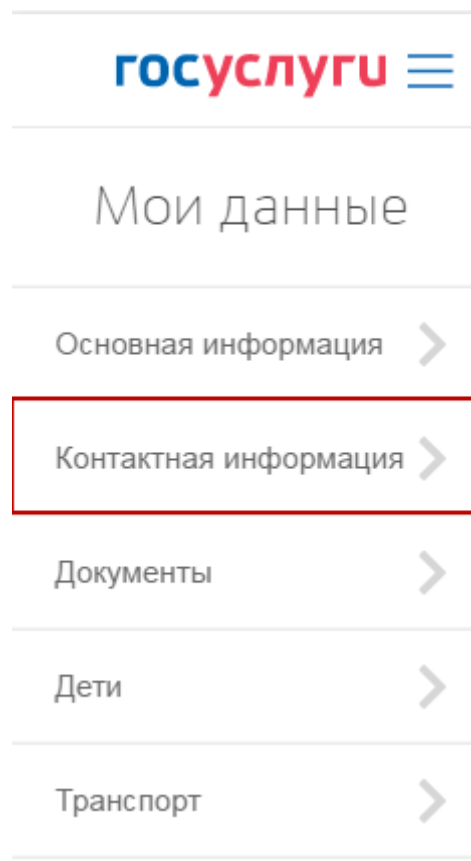 госуслуги
Мои данные
Основная информация
Контактная информация
Документы
Дети
Транспорт